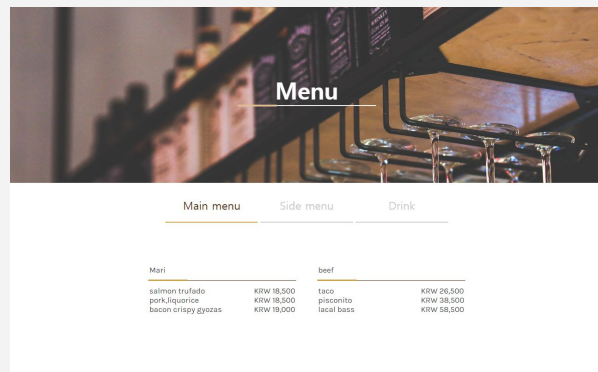 Menu
Main menu
Side menu
Drink
Mari
salmon trufado KRW 18,500
pork,liquorice KRW 18,500
bacon crispy gyozas KRW 19,000
beef
taco KRW 26,500
pisconito KRW 38,500
lacal bass KRW 58,500